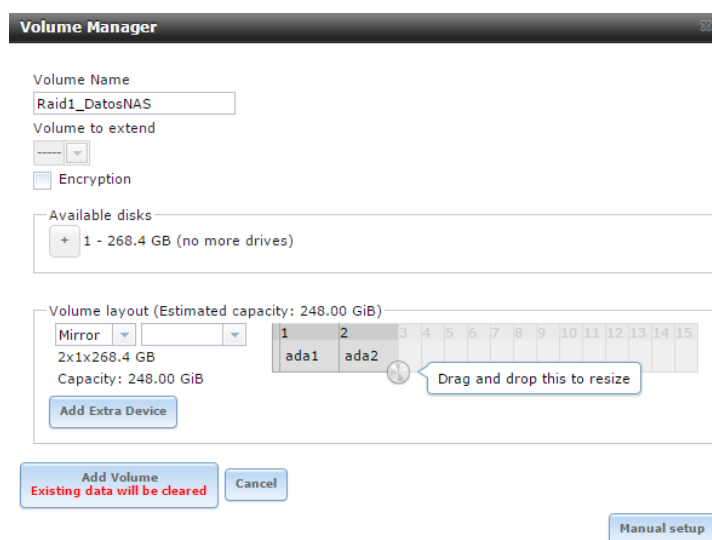 Volume Manager
Volume Name
Raid1_DatosNAS
Volume to extend
-----
Encryption
Available disks
+ 1 - 268.4 GB (no more drives)
Volume layout (Estimated capacity: 248.00 GiB)
Mirror
1 2 3 4 5 6 7 8 9 10 11 12 13 14 15
2x1x268.4 GB
ada1 ada2
Capacity: 248.00 GiB
Drag and drop this to resize
Add Extra Device
Add Volume
Existing data will be cleared
Cancel
Manual setup